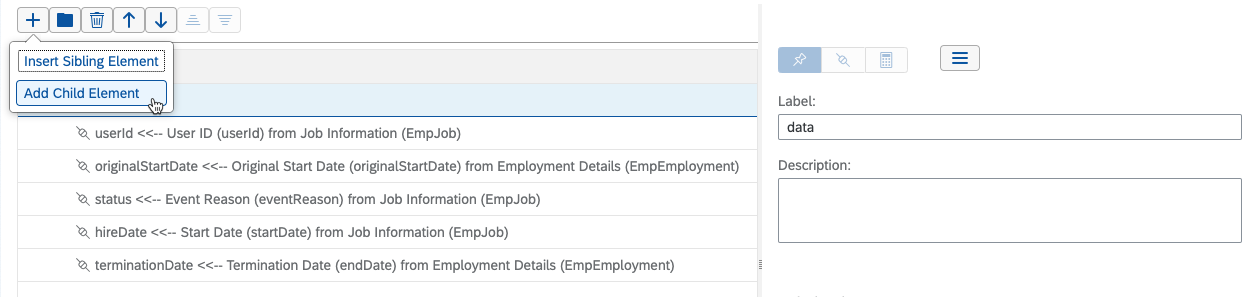 Insert Sibling Element
Add Child Element
userId <<-- User ID (userId) from Job Information (EmpJob)
originalStartDate <<-- Original Start Date (originalStartDate) from Employment Details (EmpEmployment)
status <<-- Event Reason (eventReason) from Job Information (EmpJob)
hireDate <<-- Start Date (startDate) from Job Information (EmpJob)
terminationDate <<-- Termination Date (endDate) from Employment Details (EmpEmployment)
Label:
data
Description: